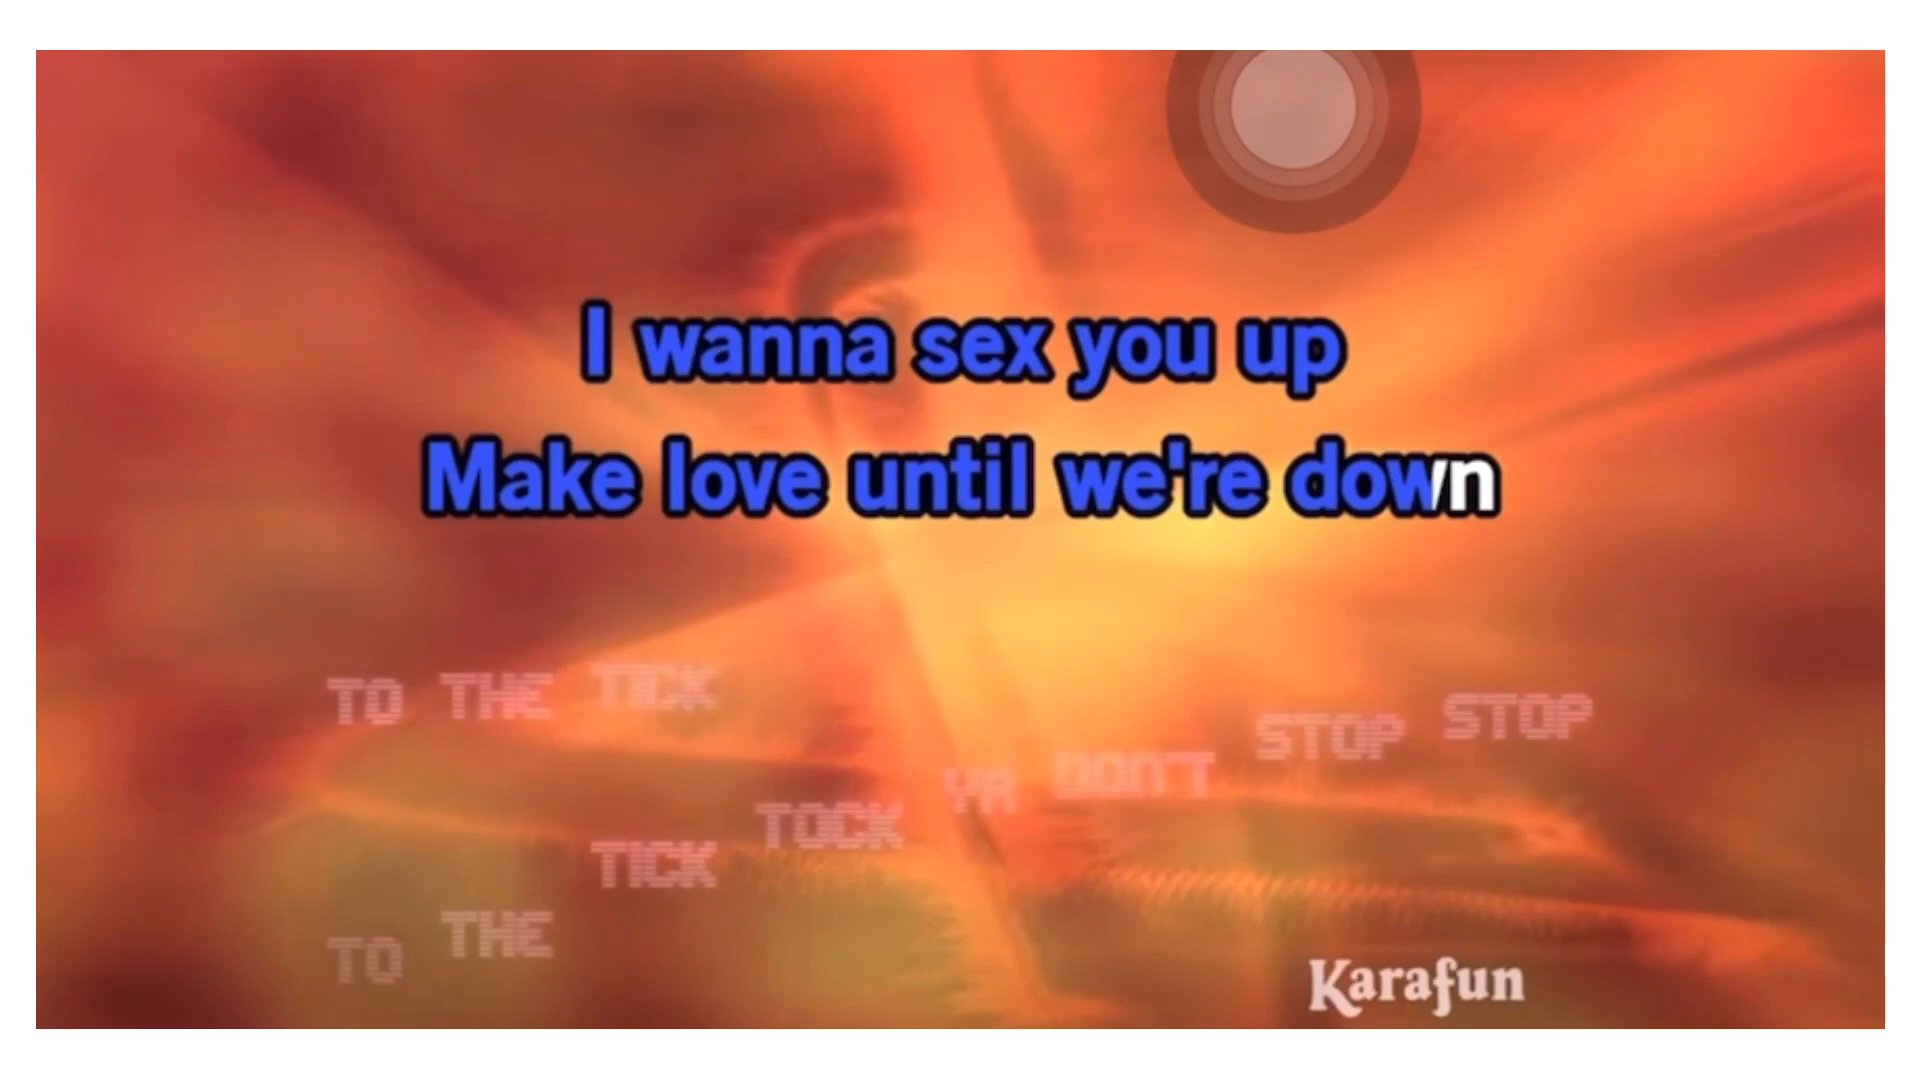 I wanna sex you up
Make love until we're down
TO THE TICK
TICK TOCK YA DON'T STOP STOP
TO THE
Karafun